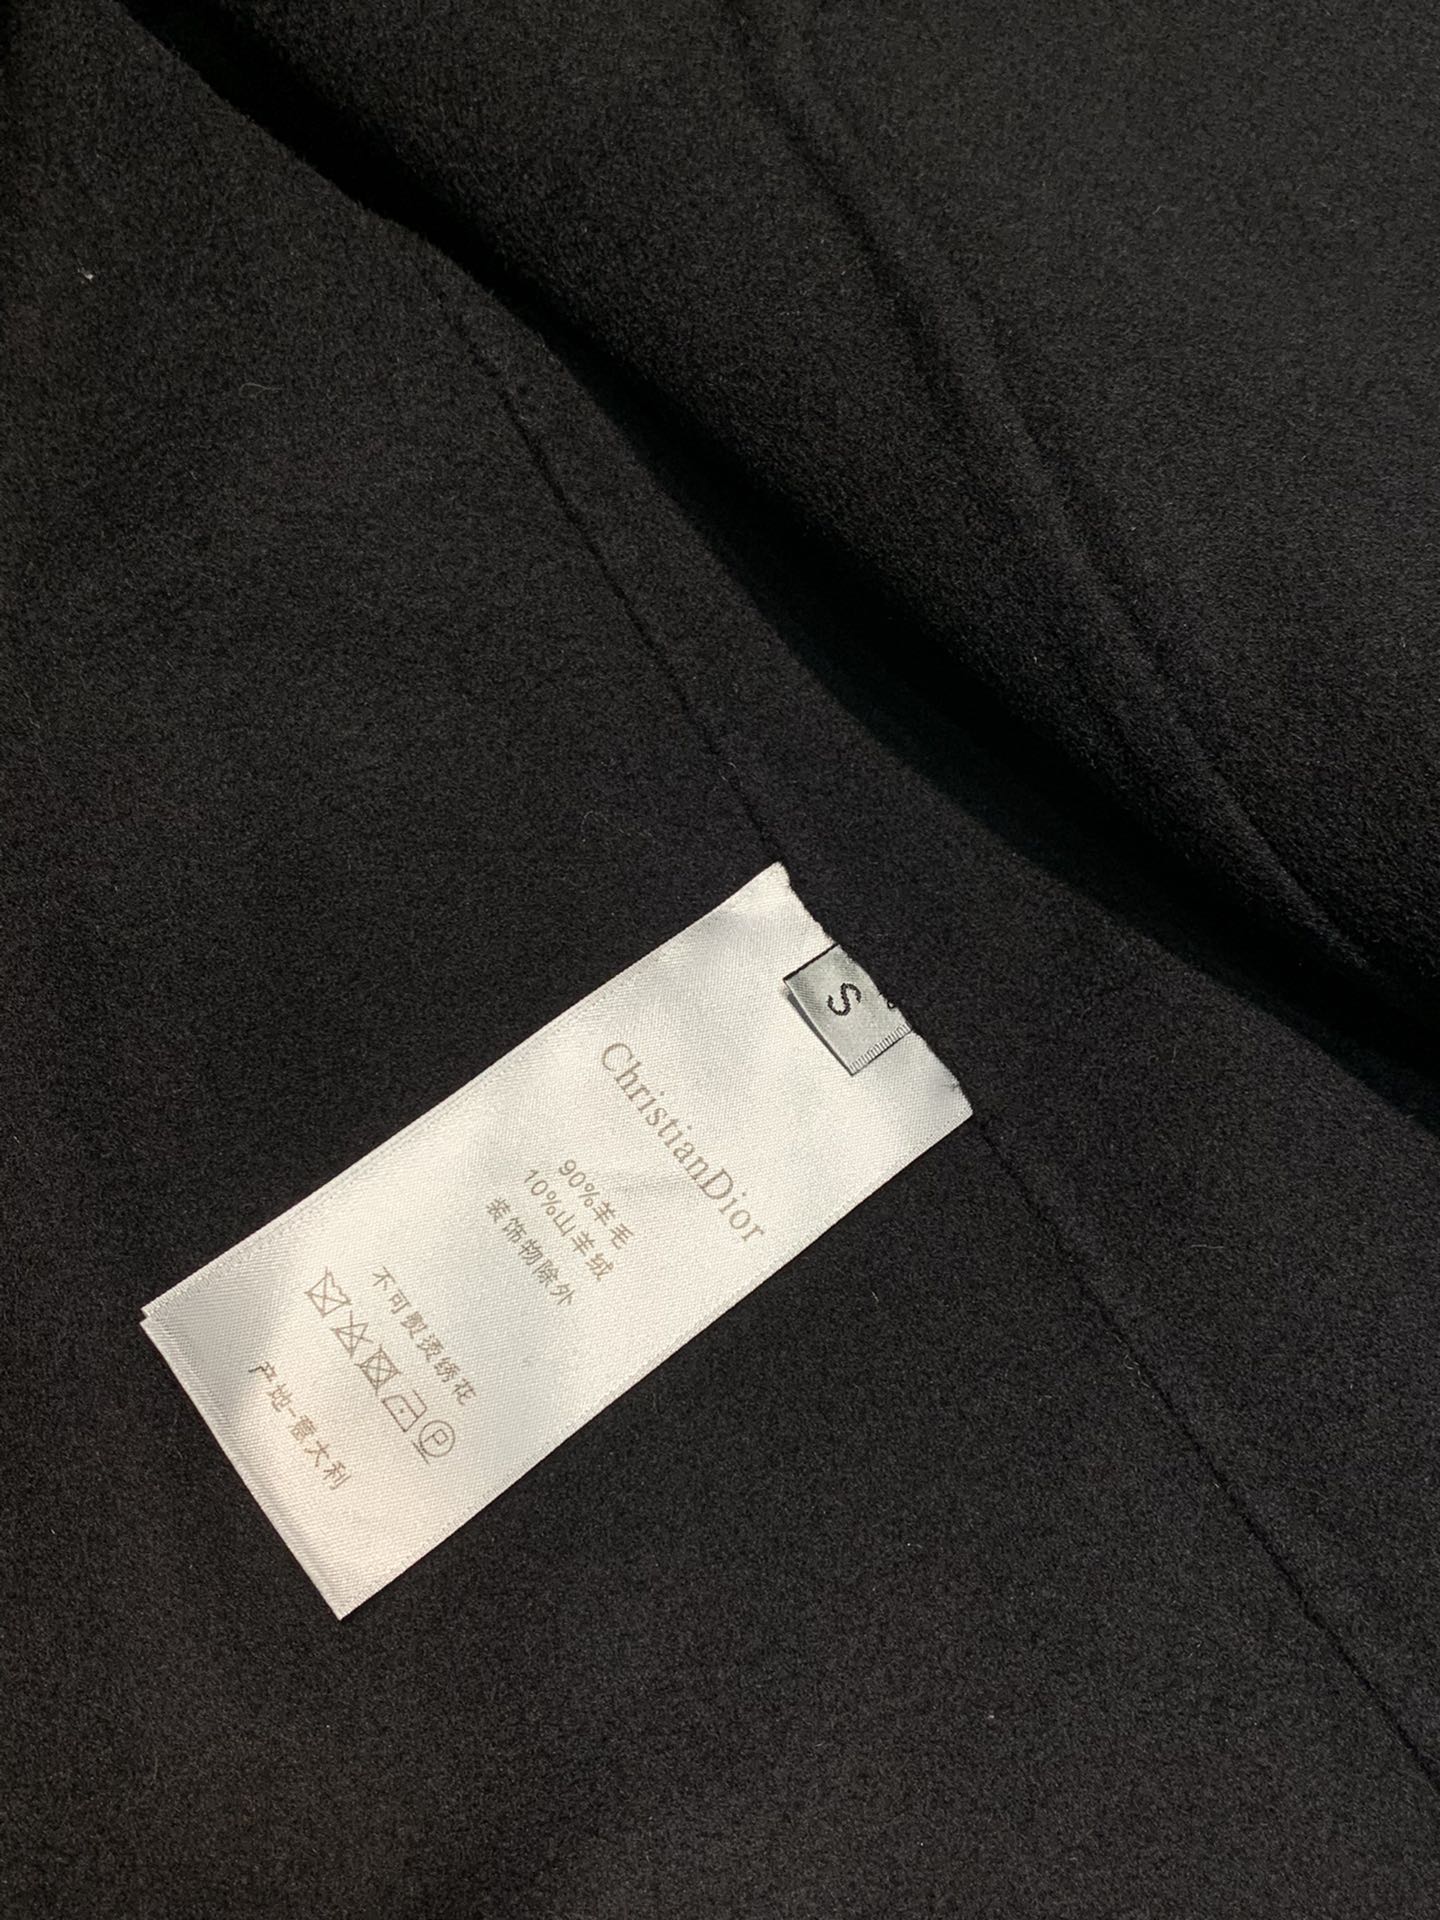 S
ChristianDior
90%羊毛
10%山羊绒
装饰物除外
不可熨烫绣花
P
产地-意大利